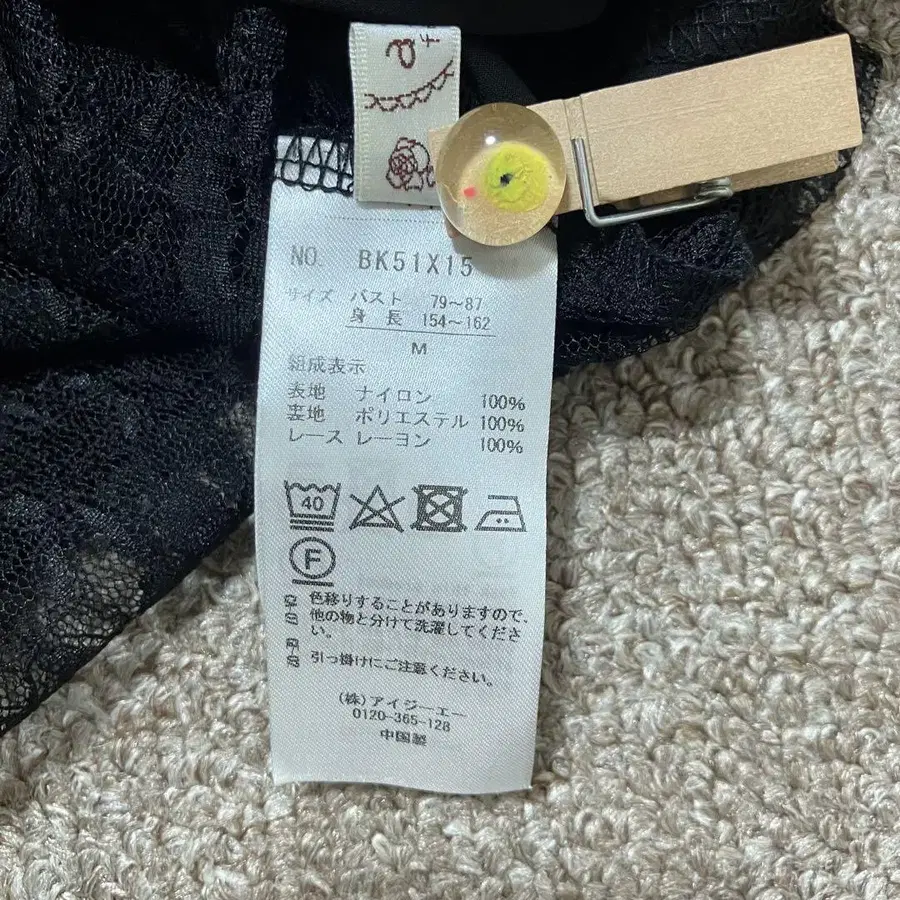 NO. BK51X15
サイズ バスト 79～87
身長 154～162
M
組成表示
表地 ナイロン 100%
裏地 ポリエステル 100%
レース レーヨン 100%
40
F
色移りすることがありますので、
他の物と分けて洗濯してくださ
い。
引っ掛けにご注意ください。
(株)アイジーエー
0120-365-128
中国製